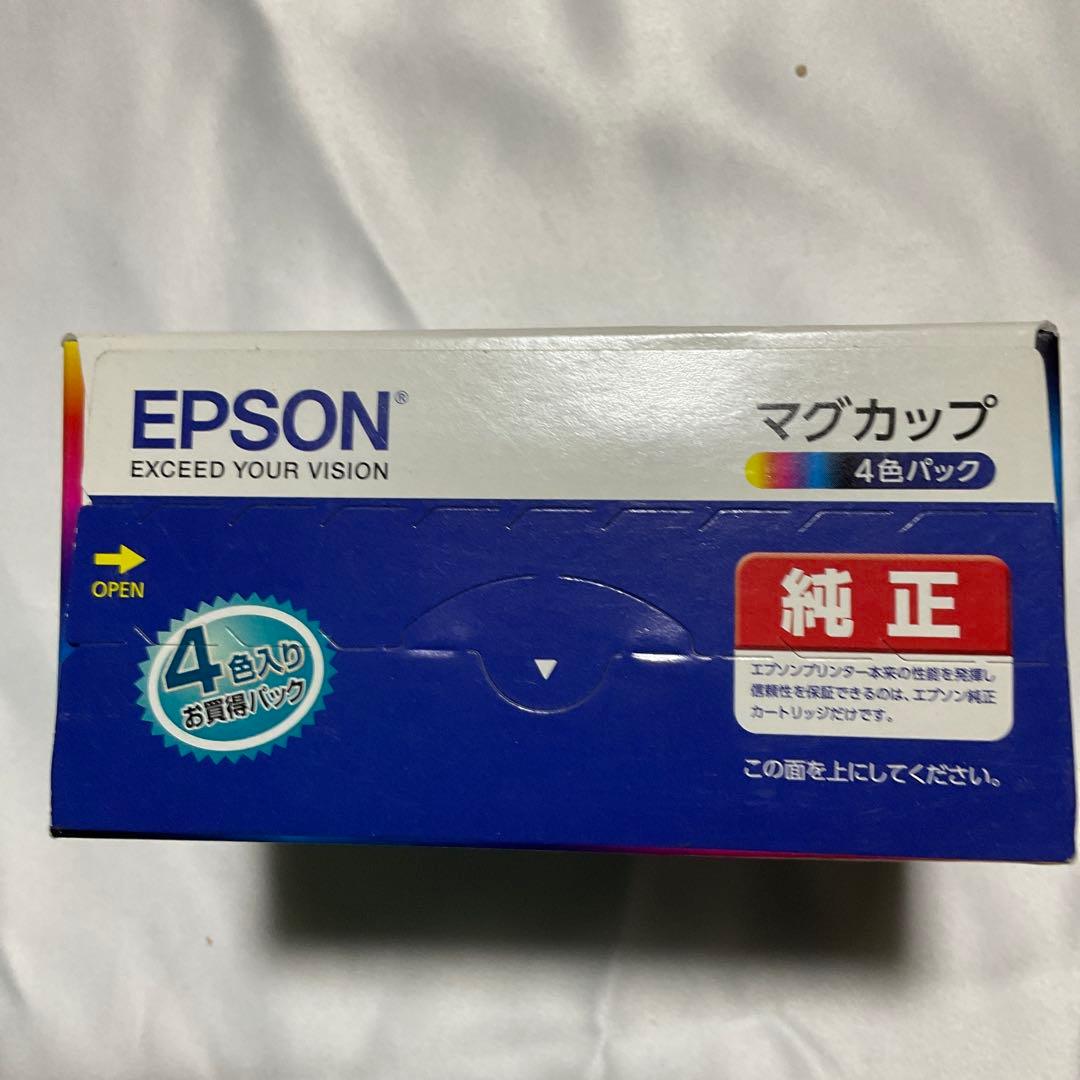 EPSON®
EXCEED YOUR VISION
マグカップ
4色パック
OPEN
4色入り
お買得パック
純正
エプソンプリンター本来の性能を発揮し
信頼性を保証できるのは、エプソン純正
カートリッジだけです。
この面を上にしてください。